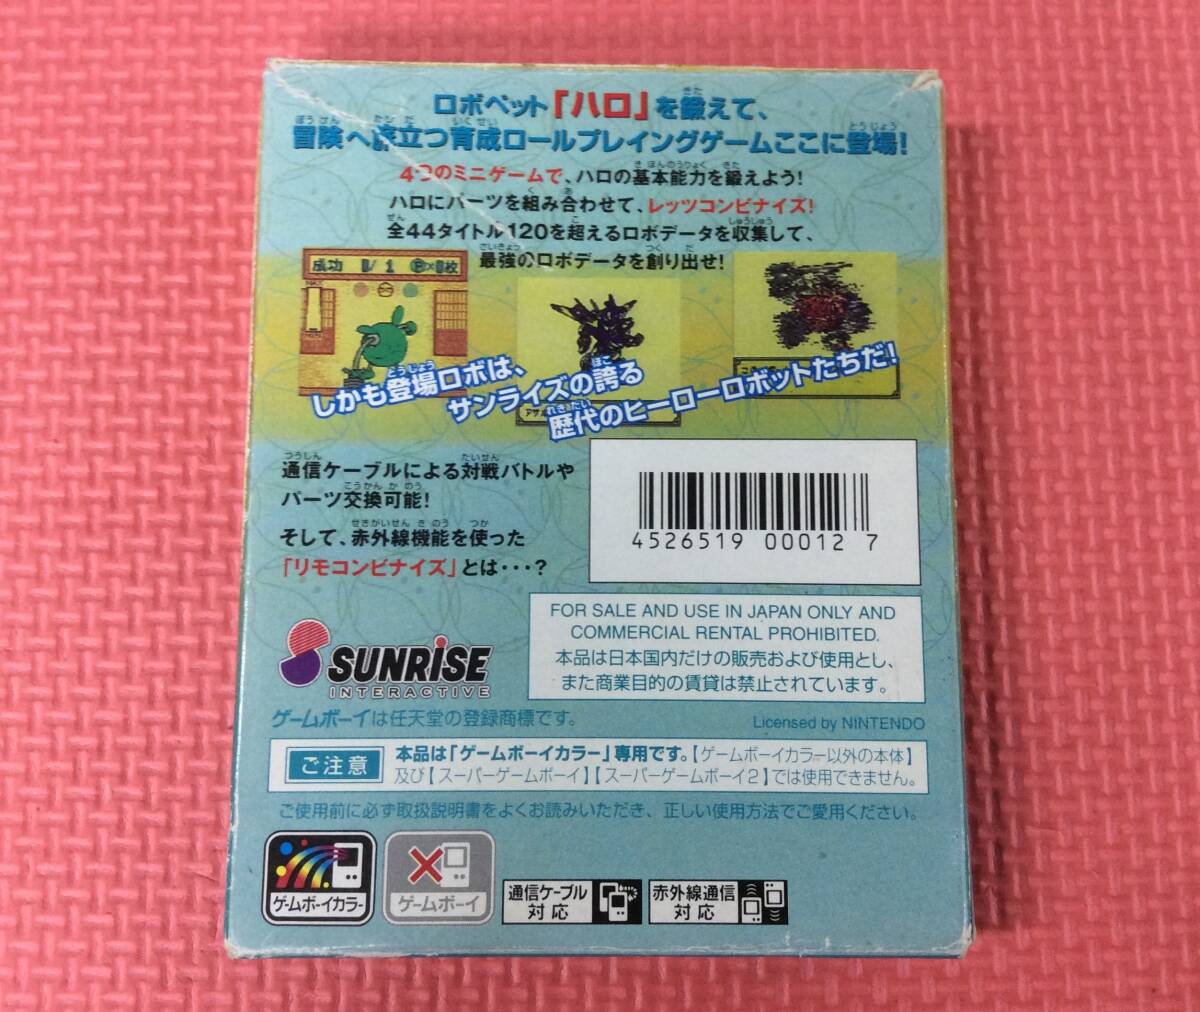 ロボペット「ハロ」を鍛えて、
冒険へ旅立つ育成ロールプレイングゲームここに登場!
4つのミニゲームで、ハロの基本能力を鍛えよう!
ハロにパーツを組み合わせて、レッツコンビナイズ!
全44タイトル120を超えるロボデータを収集して、
最強のロボデータを創り出せ!
成功
しかも登場ロボは、
サンライズの誇る
歴代のヒーローロボットたちだ!
通信ケーブルによる対戦バトルや
パーツ交換可能!
そして、赤外線機能を使った
「リモコンビナイズ」とは・・・?
4526519 00012 7
FOR SALE AND USE IN JAPAN ONLY AND
COMMERCIAL RENTAL PROHIBITED.
本品は日本国内だけの販売および使用とし、
また商業目的の賃貸は禁止されています。
SUNRISE
INTERACTIVE
ゲームボーイは任天堂の登録商標です。
Licensed by NINTENDO
ご注意
本品は「ゲームボーイカラー」専用です。【ゲームボーイカラー以外の本体】
及び【スーパーゲームボーイ】【スーパーゲームボーイ2】では使用できません。
ご使用前に必ず取扱説明書をよくお読みいただき、正しい使用方法でご愛用ください。
ゲームボーイカラー
ゲームボーイ
通信ケーブル
対応
赤外線通信
対応